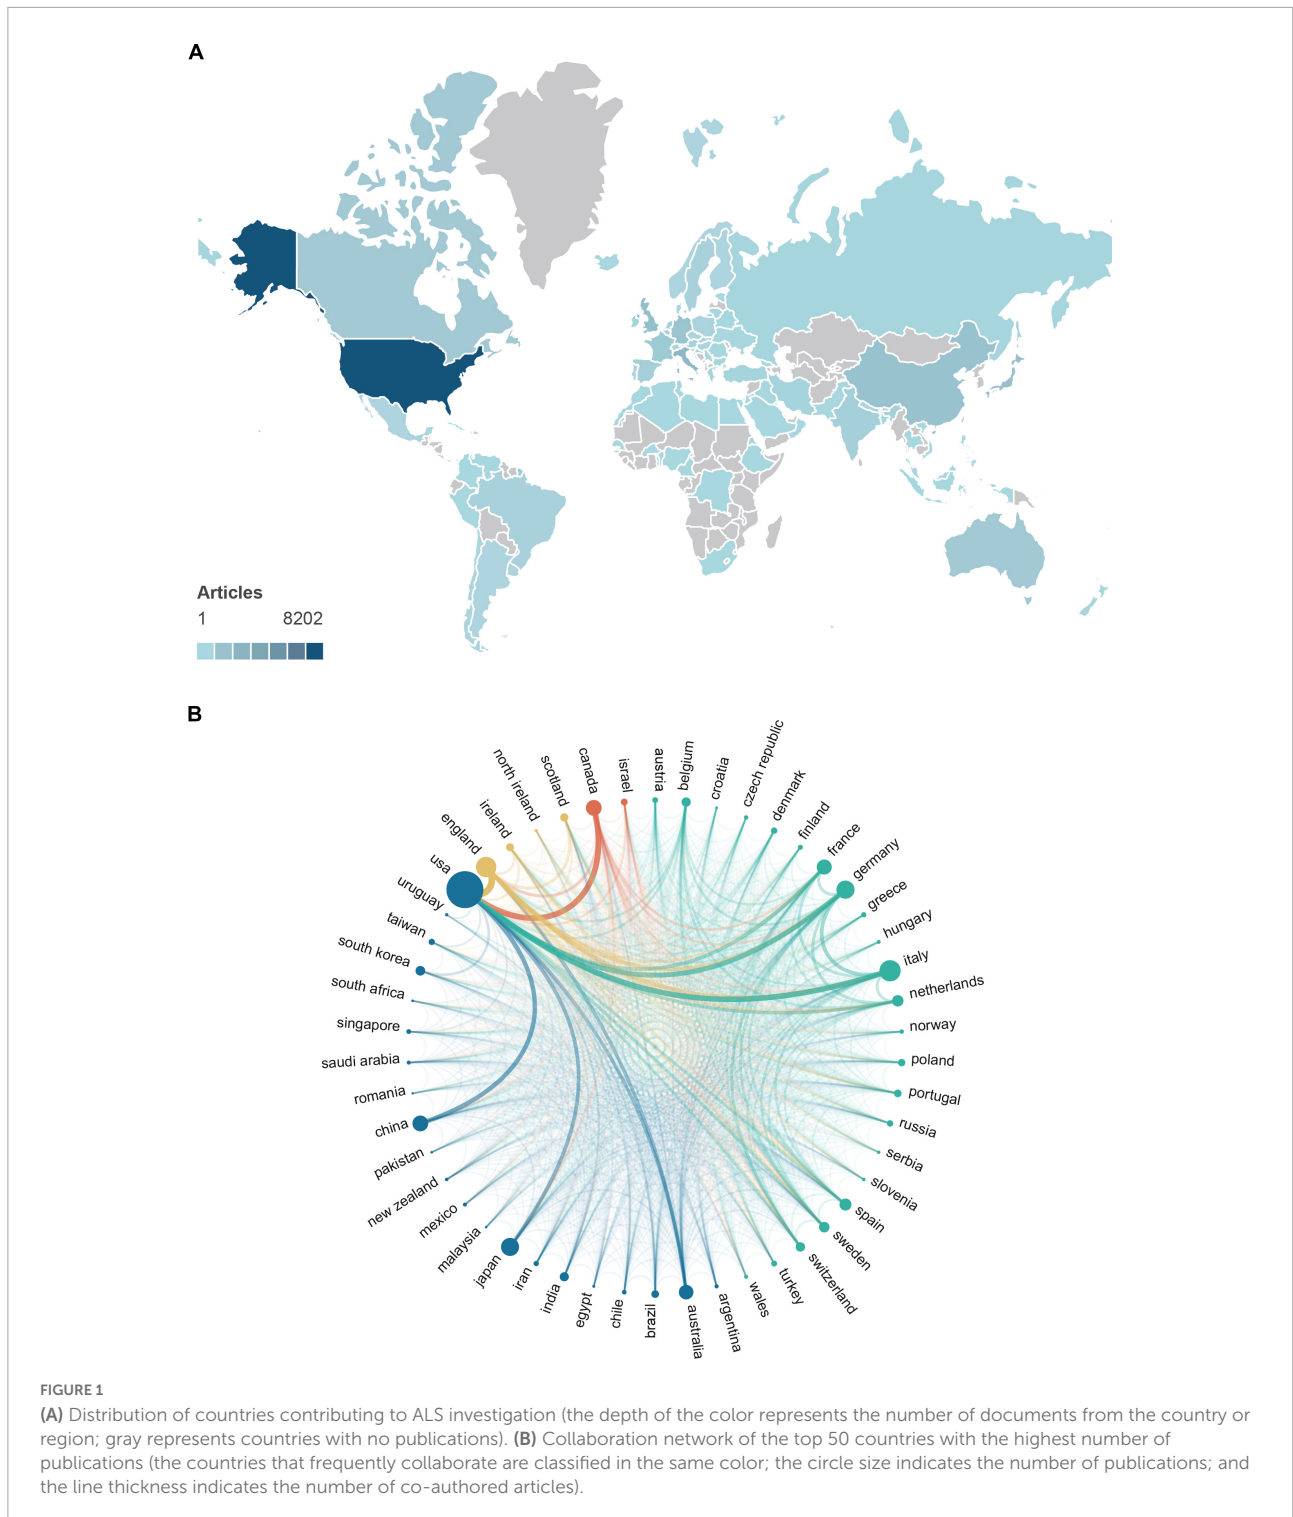 A
Articles
1 8202
B
usa
england
ireland
north ireland
scotland
canada
israel
austria
belgium
croatia
czech republic
denmark
finland
france
germany
greece
hungary
italy
netherlands
norway
poland
portugal
russia
serbia
slovenia
spain
sweden
switzerland
turkey
wales
argentina
australia
brazil
chile
egypt
india
iran
japan
malaysia
mexico
new zealand
pakistan
china
romania
saudi arabia
singapore
south africa
south korea
taiwan
uruguay
FIGURE 1
(A) Distribution of countries contributing to ALS investigation (the depth of the color represents the number of documents from the country or
region; gray represents countries with no publications). (B) Collaboration network of the top 50 countries with the highest number of
publications (the countries that frequently collaborate are classified in the same color; the circle size indicates the number of publications; and
the line thickness indicates the number of co-authored articles).